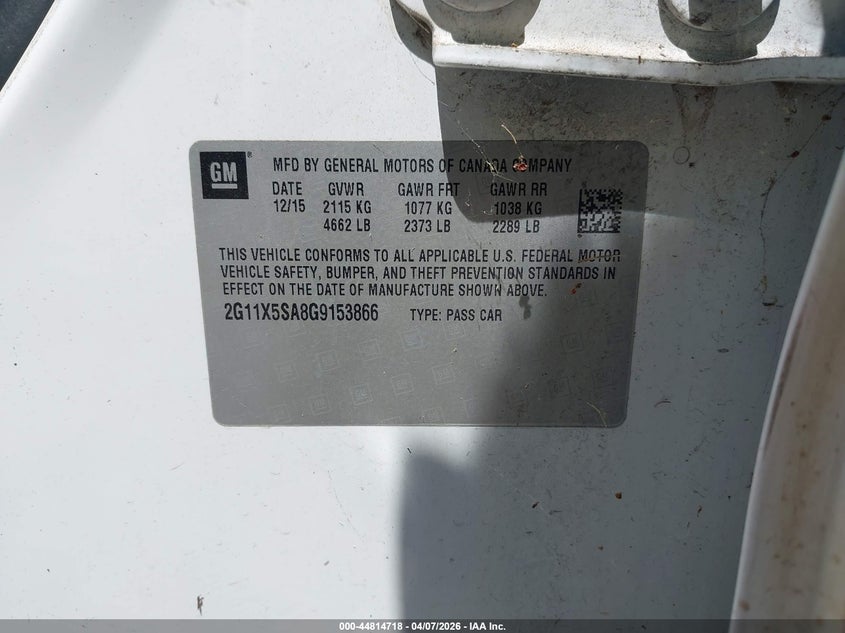 GM ®
MFD BY GENERAL MOTORS OF CANADA COMPANY
DATE GVWR GAWR FRT GAWR RR
12/15 2115 KG 1077 KG 1038 KG
4662 LB 2373 LB 2289 LB
THIS VEHICLE CONFORMS TO ALL APPLICABLE U.S. FEDERAL MOTOR
VEHICLE SAFETY, BUMPER, AND THEFT PREVENTION STANDARDS IN
EFFECT ON THE DATE OF MANUFACTURE SHOWN ABOVE.
2G11X5SA8G9153866 TYPE: PASS CAR
000-44814718 - 04/07/2026 - IAA Inc.